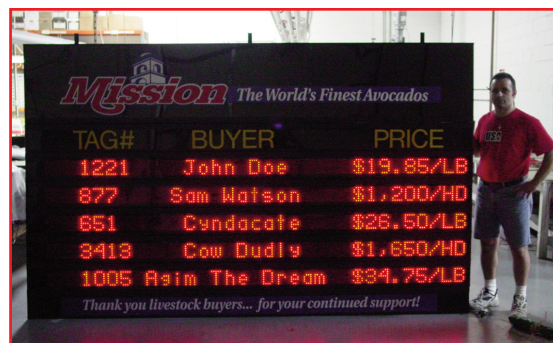 Mission The World's Finest Avocados
TAG# BUYER PRICE
1221 John Doe $19.85/LB
877 Sam Watson $1,200/HD
651 Cyndacate $26.50/LB
3413 Cow Dudly $1,650/HD
1005 Agim The Dream $34.75/LB
Thank you livestock buyers... for your continued support!
USA